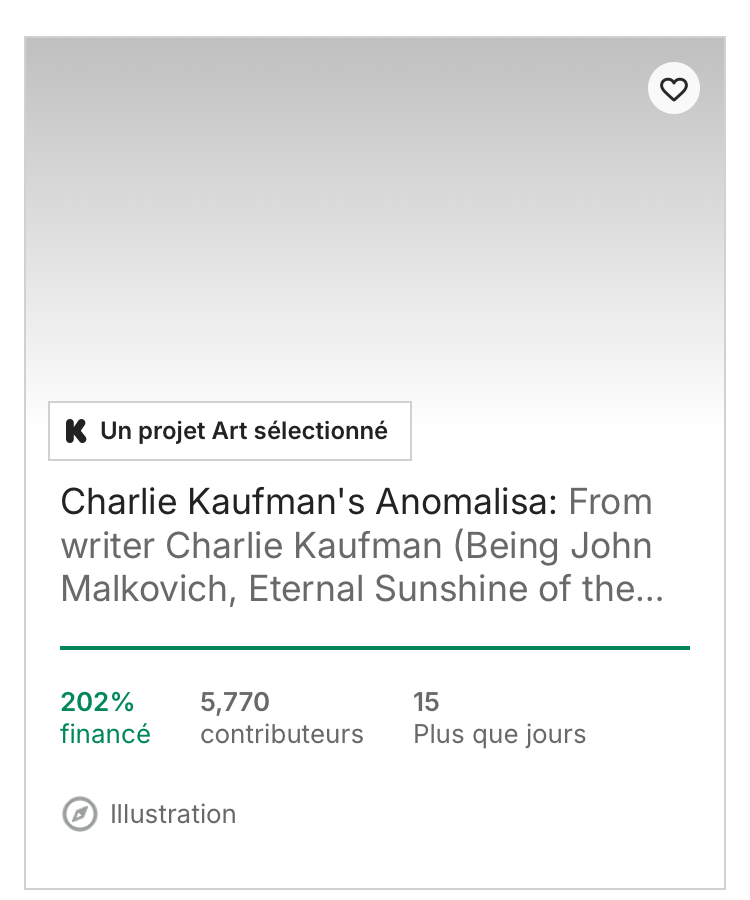 Un projet Art sélectionné
Charlie Kaufman's Anomalisa: From
writer Charlie Kaufman (Being John
Malkovich, Eternal Sunshine of the...
202%
financé
5,770
contributeurs
15
Plus que jours
Illustration